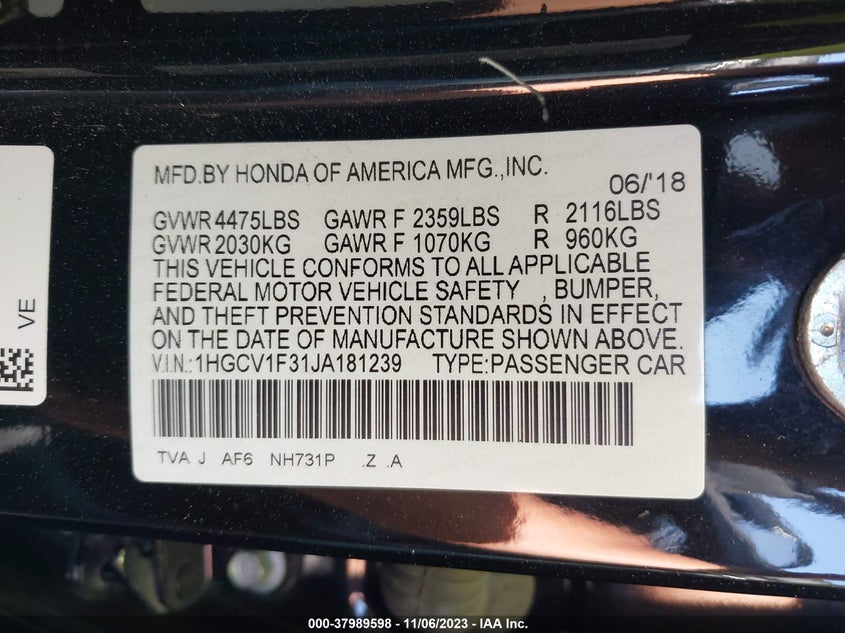 MFD.BY HONDA OF AMERICA MFG.,INC.
06/'18
GVWR 4475LBS GAWR F 2359LBS R 2116LBS
GVWR 2030KG GAWR F 1070KG R 960KG
THIS VEHICLE CONFORMS TO ALL APPLICABLE
FEDERAL MOTOR VEHICLE SAFETY , BUMPER,
AND THEFT PREVENTION STANDARDS IN EFFECT
ON THE DATE OF MANUFACTURE SHOWN ABOVE.
V.I.N.:1HGCV1F31JA181239 TYPE:PASSENGER CAR
TVA J AF6 NH731P .Z .A
VE
000-37989598 - 11/06/2023 - IAA Inc.